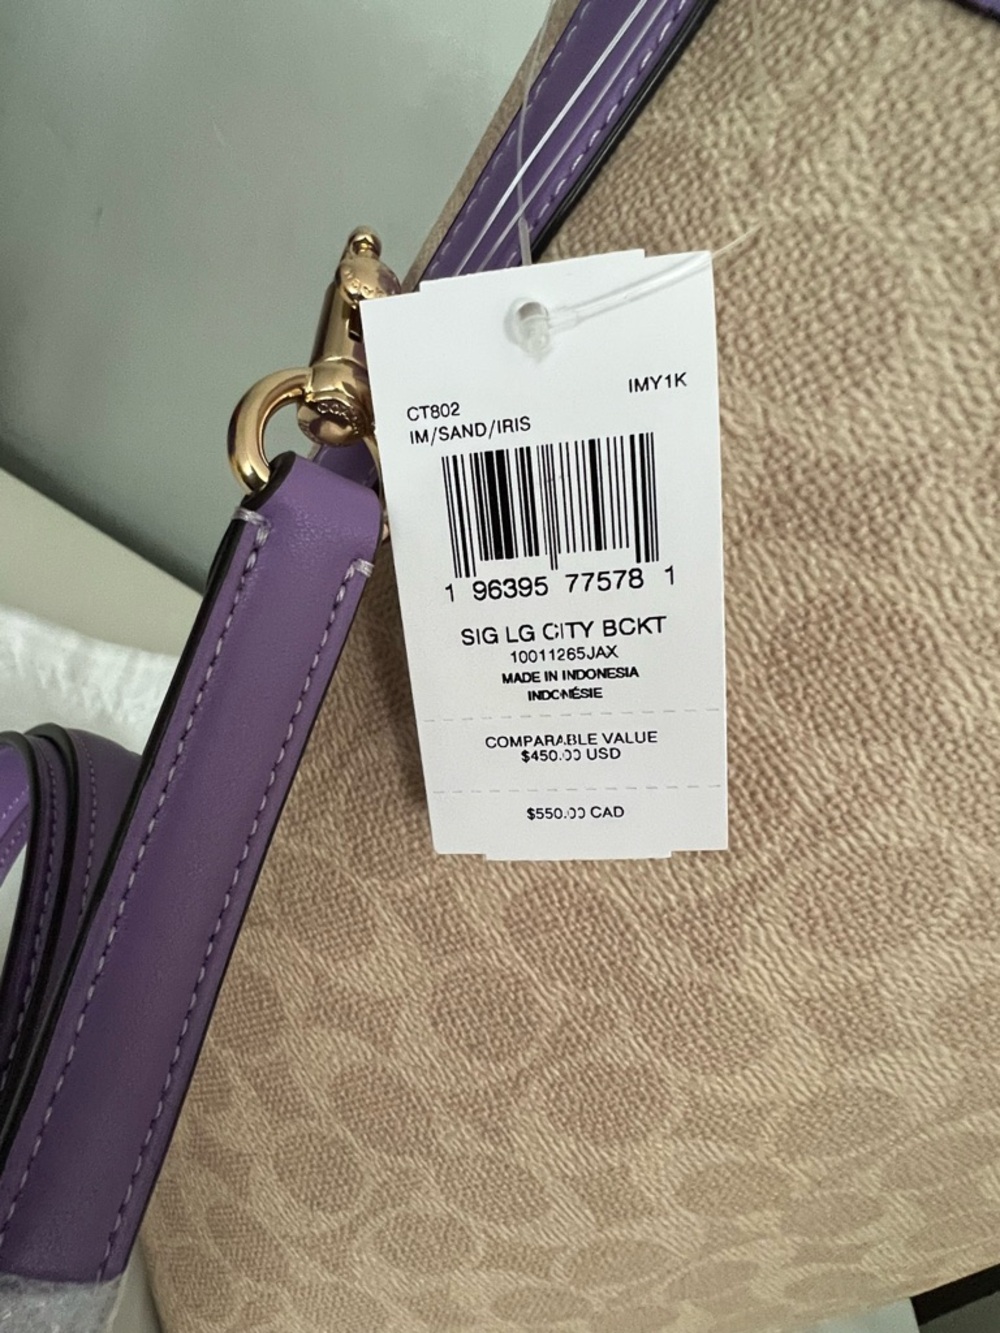 CT802
IMY1K
IM/SAND/IRIS
1 96395 77578 1
SIG LG CITY BCKT
10011265JAX
MADE IN INDONESIA
INDONÉSIE
COMPARABLE VALUE
$450.00 USD
$550.00 CAD